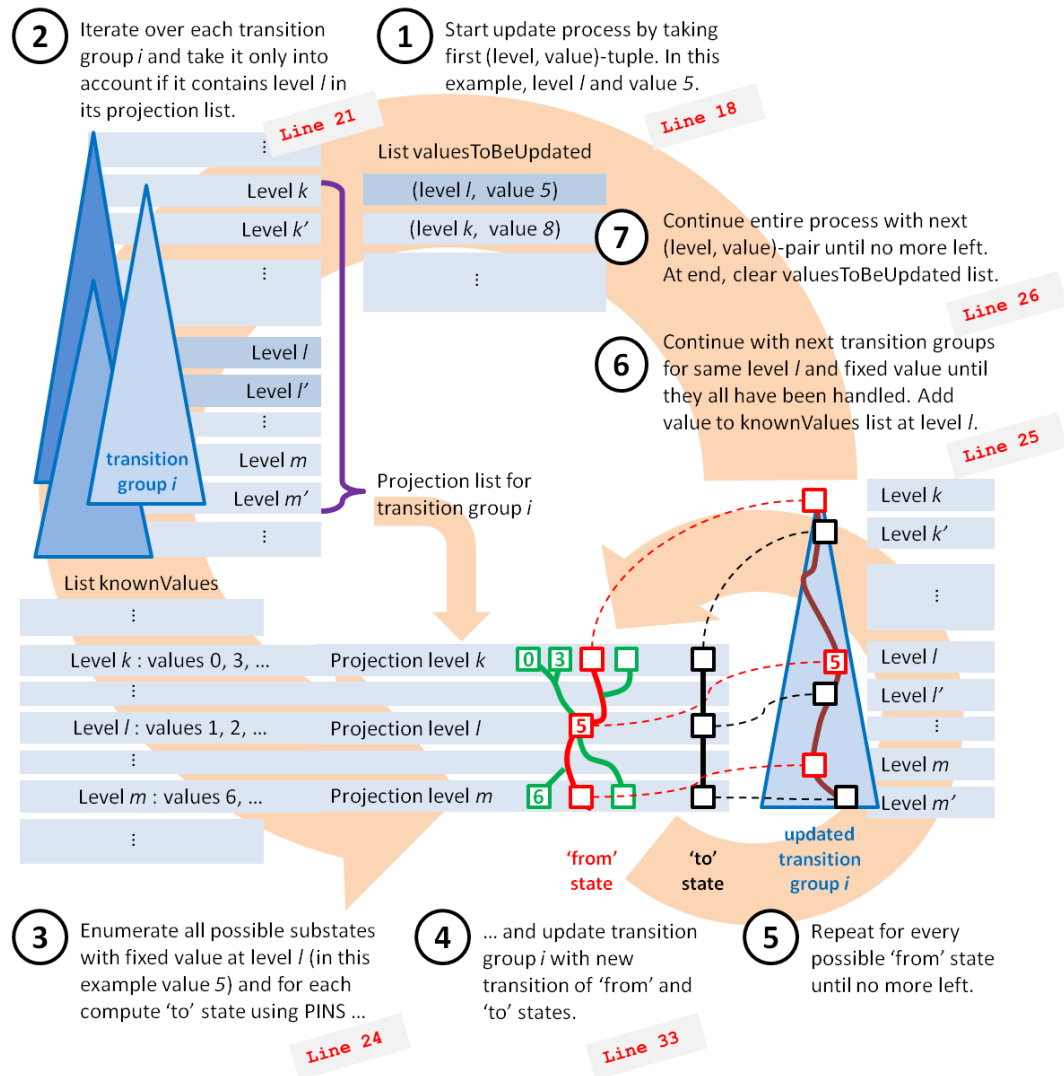 2
Iterate over each transition
group i and take it only into
account if it contains level l in
its projection list.
Line 21
1
Start update process by taking
first (level, value)-tuple. In this
example, level l and value 5.
Line 18
⋮
Level k
Level k’
⋮
Level l
Level l’
⋮
Level m
Level m’
⋮
transition
group i
Projection list for
transition group i
List valuesToBeUpdated
(level l, value 5)
(level k, value 8)
⋮
7
Continue entire process with next
(level, value)-pair until no more left.
At end, clear valuesToBeUpdated list.
Line 26
6
Continue with next transition groups
for same level l and fixed value until
they all have been handled. Add
value to knownValues list at level l.
Line 25
List knownValues
⋮
Level k : values 0, 3, ...
⋮
Level l : values 1, 2, ...
⋮
Level m : values 6, ...
⋮
Projection level k
Projection level l
Projection level m
0
3
5
6
5
Level k
Level k’
⋮
Level l
Level l’
⋮
Level m
Level m’
‘from’
state
‘to’
state
updated
transition
group i
3
Enumerate all possible substates
with fixed value at level l (in this
example value 5) and for each
compute ‘to’ state using PINS ...
Line 24
4
... and update transition
group i with new
transition of ‘from’ and
‘to’ states.
Line 33
5
Repeat for every
possible ‘from’ state
until no more left.